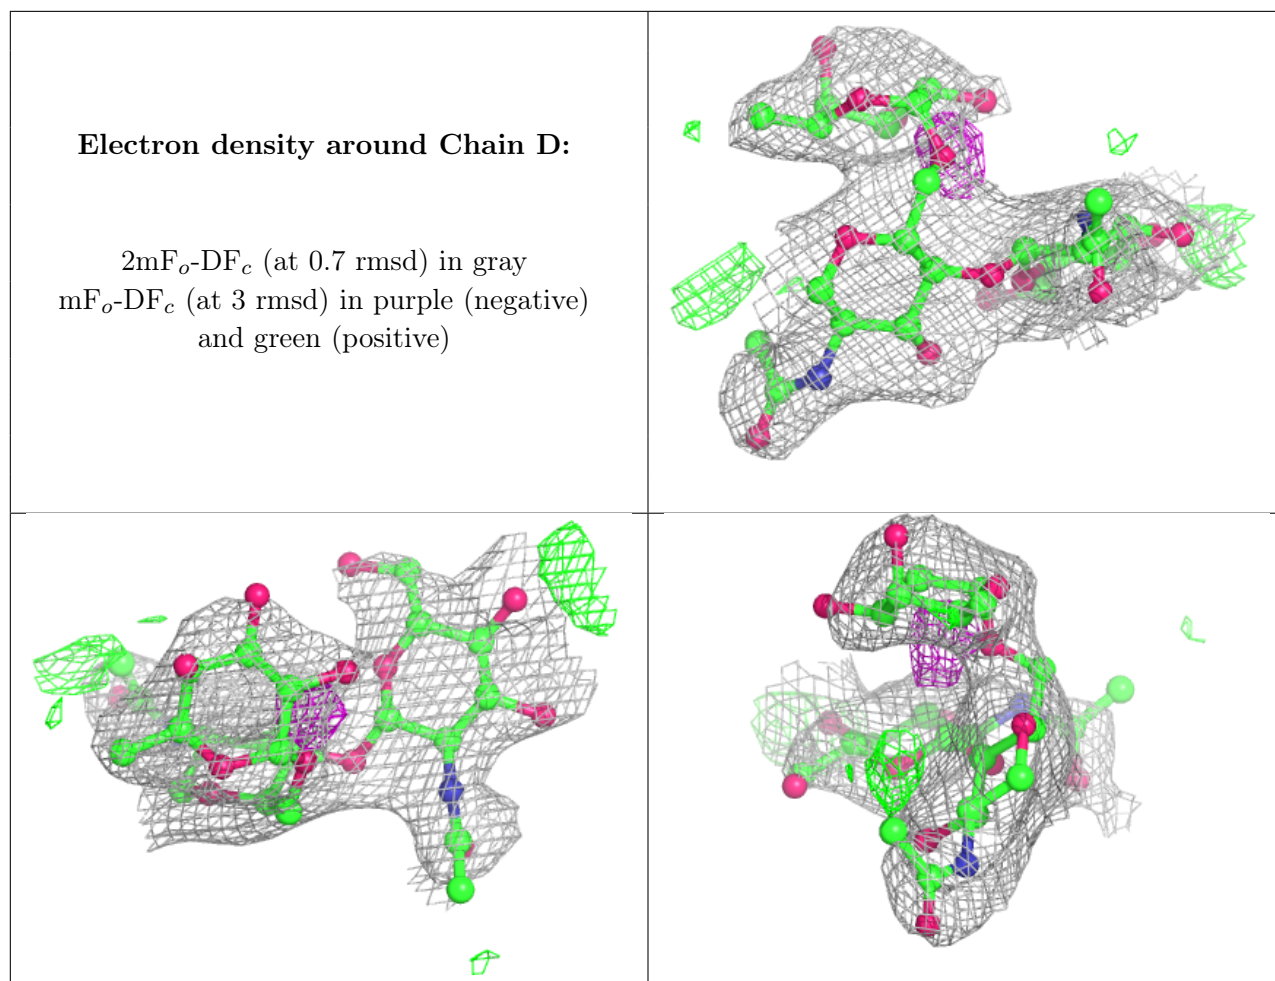 Electron density around Chain D:
2mFo-DFc (at 0.7 rmsd) in gray
mFo-DFc (at 3 rmsd) in purple (negative)
and green (positive)